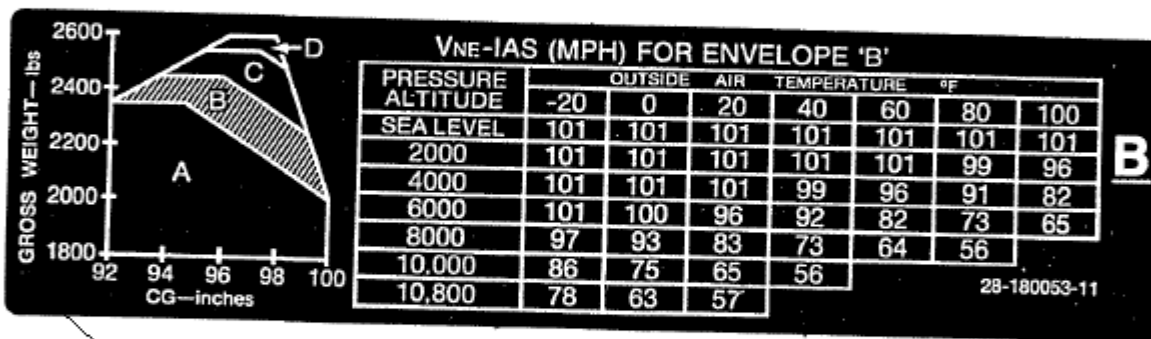 GROSS WEIGHT—lbs
2600
2400
2200
2000
1800
92 94 96 98 100
CG—inches
A
B
C
D
VNE-IAS (MPH) FOR ENVELOPE 'B'
PRESSURE ALTITUDE OUTSIDE AIR TEMPERATURE °F
-20 0 20 40 60 80 100
SEA LEVEL 101 101 101 101 101 101 101
2000 101 101 101 101 101 99 96
4000 101 101 101 99 96 91 82
6000 101 100 96 92 82 73 65
8000 97 93 83 73 64 56
10,000 86 75 65 56
10,800 78 63 57
28-180053-11
B